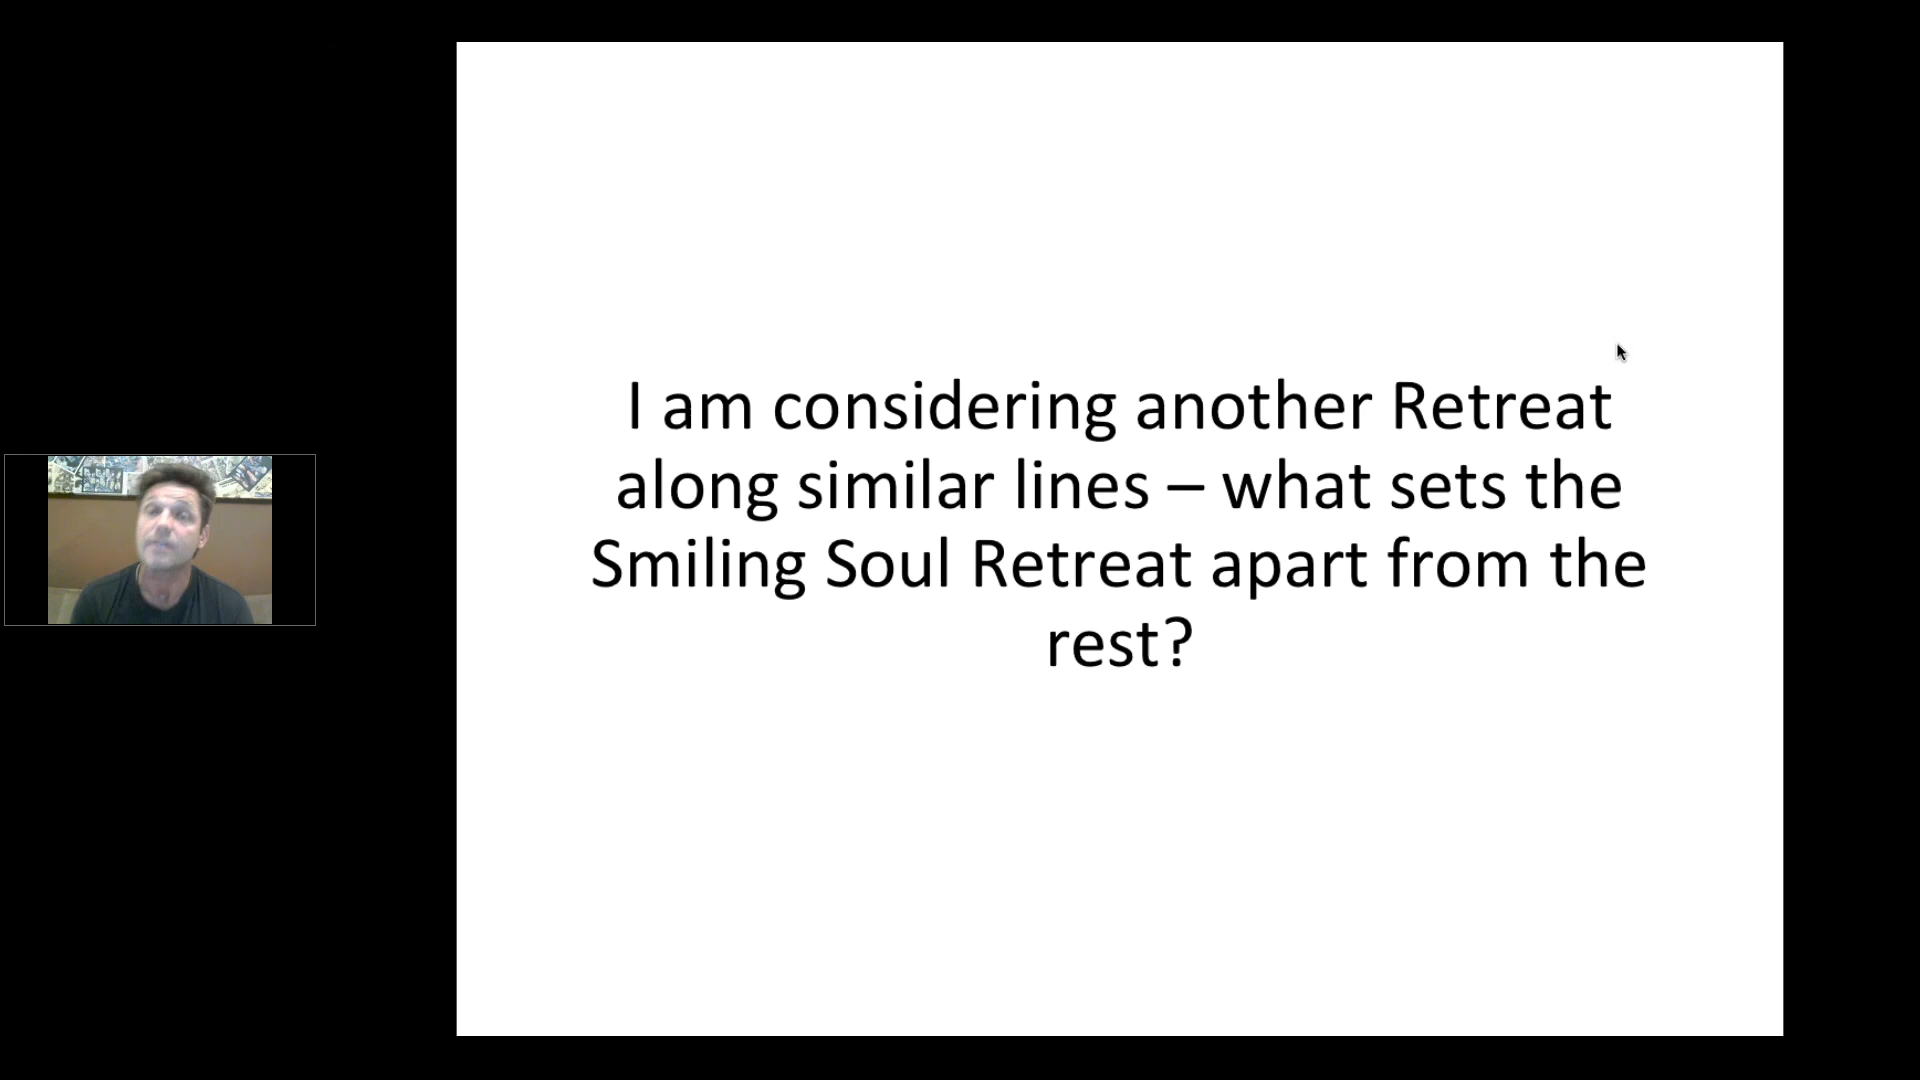 I am considering another Retreat
along similar lines – what sets the
Smiling Soul Retreat apart from the
rest?